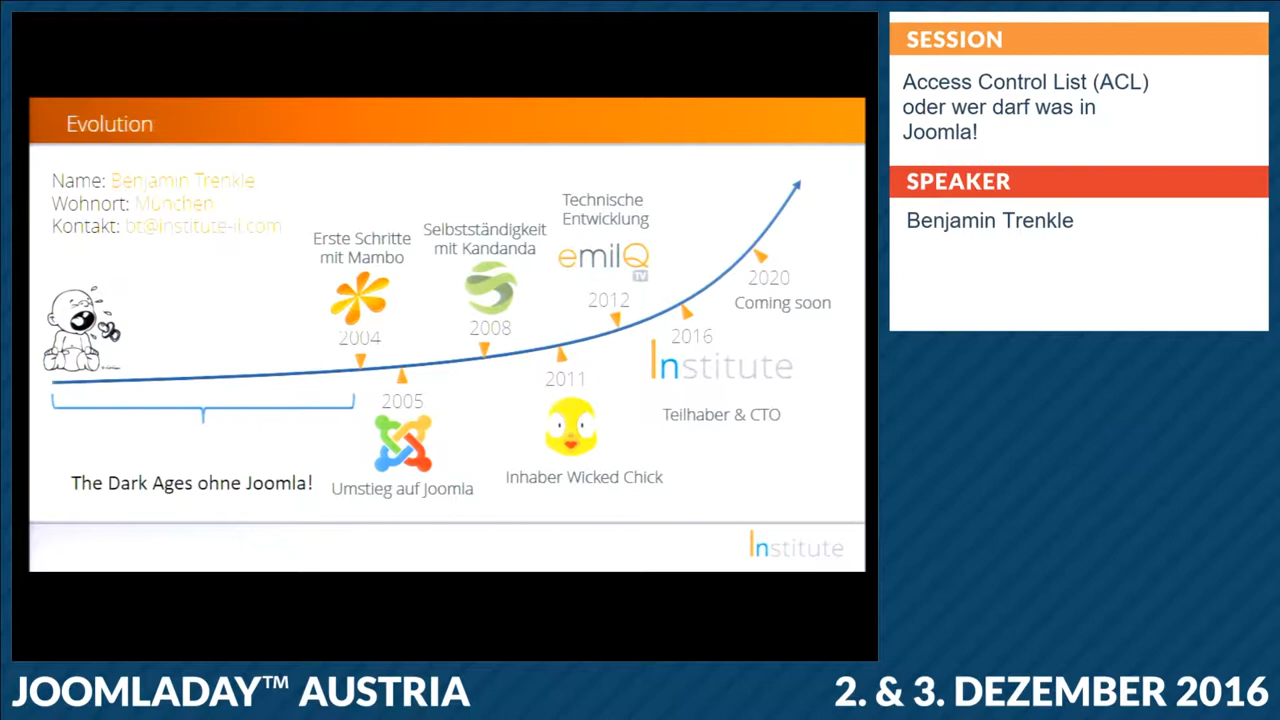 Evolution
Name: Benjamin Trenkle
Wohnort: München
Kontakt: bt@institute-il.com
Erste Schritte
mit Mambo
2004
Selbstständigkeit
mit Kandanda
2008
Technische
Entwicklung
emilQ
TV
2012
2020
Coming soon
2005
Umstieg auf Joomla
2011
Inhaber Wicked Chick
2016
Institute
Teilhaber & CTO
The Dark Ages ohne Joomla!
Institute
SESSION
Access Control List (ACL)
oder wer darf was in
Joomla!
SPEAKER
Benjamin Trenkle
JOOMLADAY™ AUSTRIA
2. & 3. DEZEMBER 2016